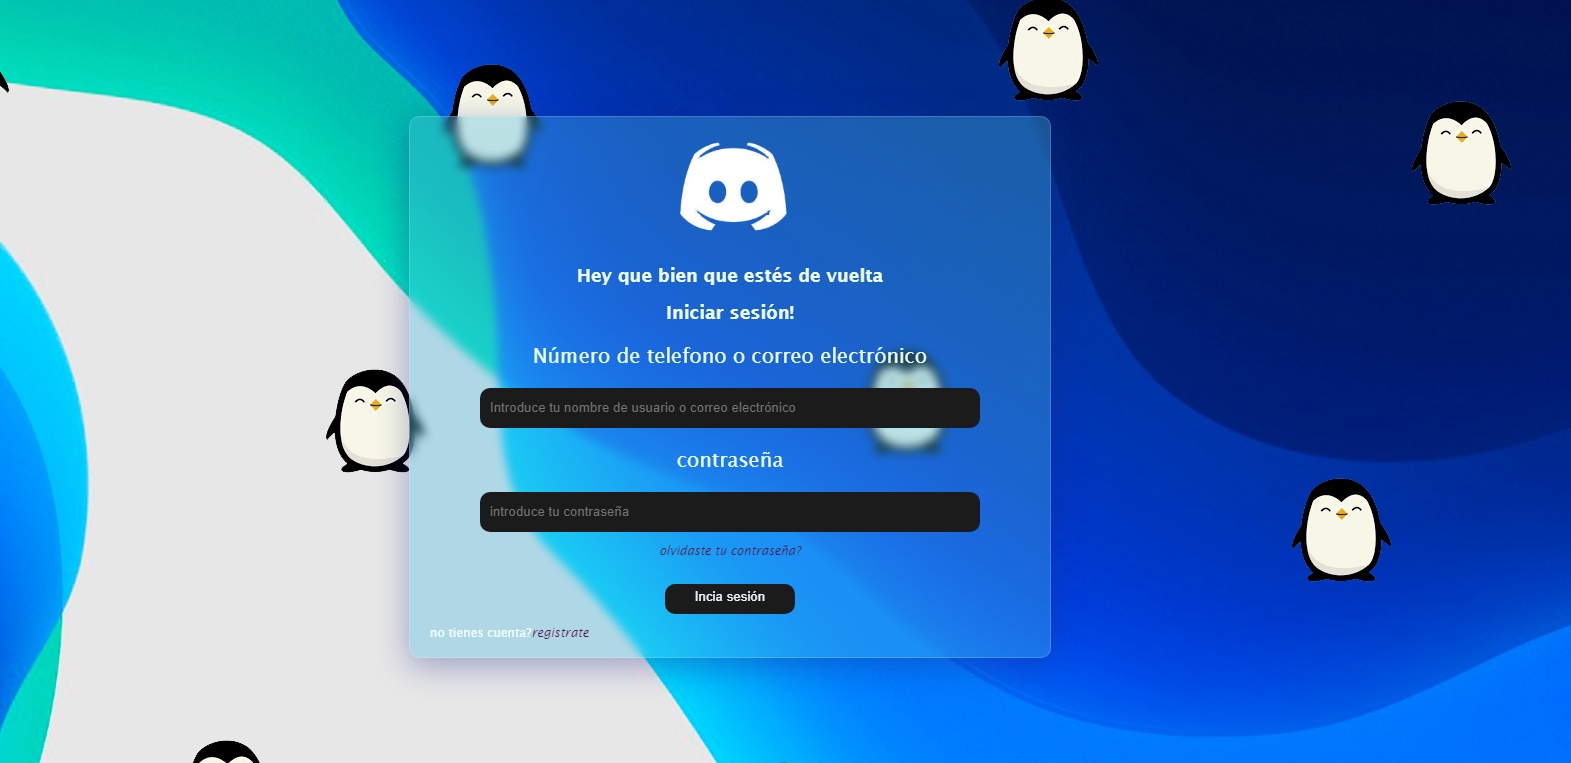 Hey que bien que estés de vuelta
Iniciar sesión!
Número de telefono o correo electrónico
Introduce tu nombre de usuario o correo electrónico
contraseña
introduce tu contraseña
olvidaste tu contraseña?
Incia sesión
no tienes cuenta?registrate